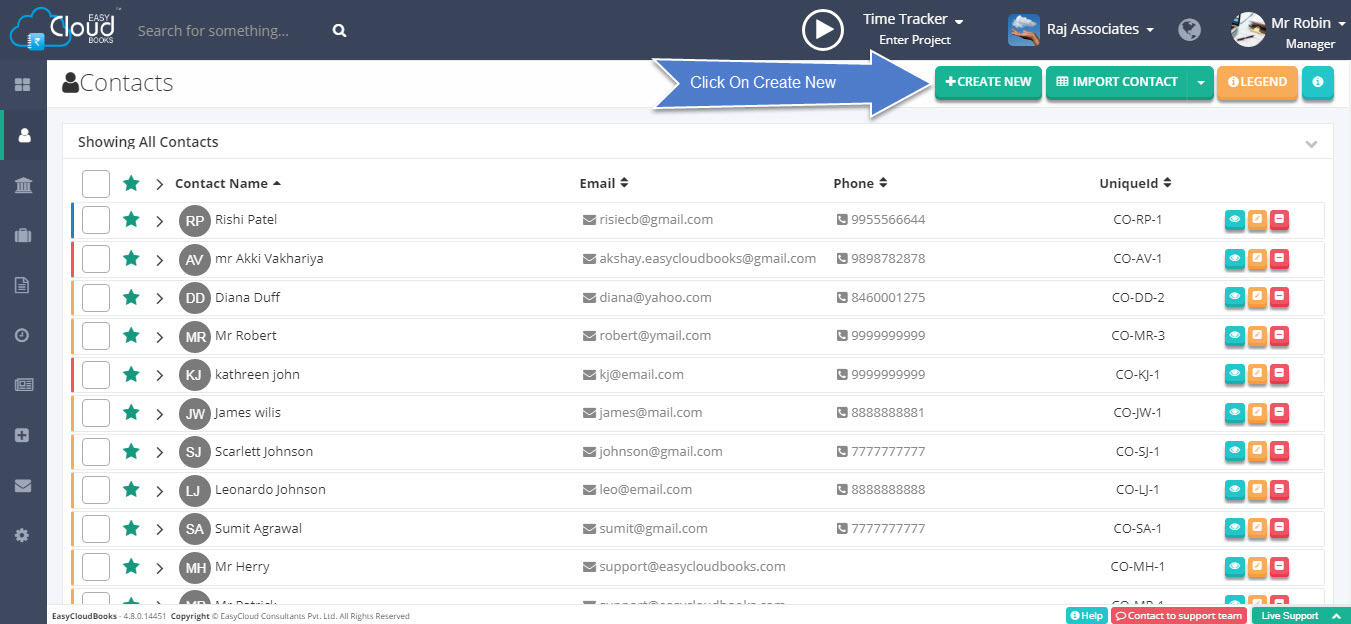 EASY
Cloud
BOOKS
™
Search for something...
Time Tracker
Enter Project
Raj Associates
Mr Robin
Manager
Contacts
Click On Create New
CREATE NEW
IMPORT CONTACT
LEGEND
Showing All Contacts
Contact Name Email Phone UniqueId
RP Rishi Patel risiecb@gmail.com 9955566644 CO-RP-1
AV mr Akki Vakhariya akshay.easycloudbooks@gmail.com 9898782878 CO-AV-1
DD Diana Duff diana@yahoo.com 8460001275 CO-DD-2
MR Mr Robert robert@ymail.com 9999999999 CO-MR-3
KJ kathreen john kj@email.com 9999999999 CO-KJ-1
JW James wilis james@mail.com 8888888881 CO-JW-1
SJ Scarlett Johnson johnson@gmail.com 7777777777 CO-SJ-1
LJ Leonardo Johnson leo@email.com 8888888888 CO-LJ-1
SA Sumit Agrawal sumit@gmail.com 7777777777 CO-SA-1
MH Mr Herry support@easycloudbooks.com CO-MH-1
EasyCloudBooks - 4.8.0.14451 Copyright © EasyCloud Consultants Pvt. Ltd. All Rights Reserved
Help
Contact to support team
Live Support